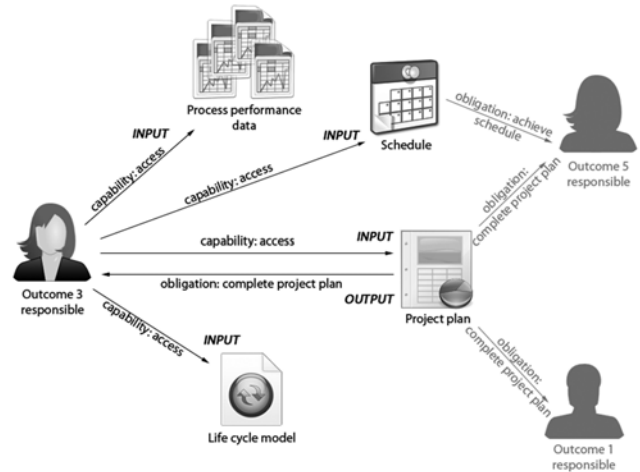 Process performance
data
INPUT
capability: access
INPUT
Schedule
obligation: achieve
schedule
Outcome 5
responsible
capability: access
obligation:
complete project plan
capability: access
INPUT
obligation: complete project plan
OUTPUT
Project plan
Outcome 3
responsible
capability: access
INPUT
Life cycle model
obligation:
complete project plan
Outcome 1
responsible